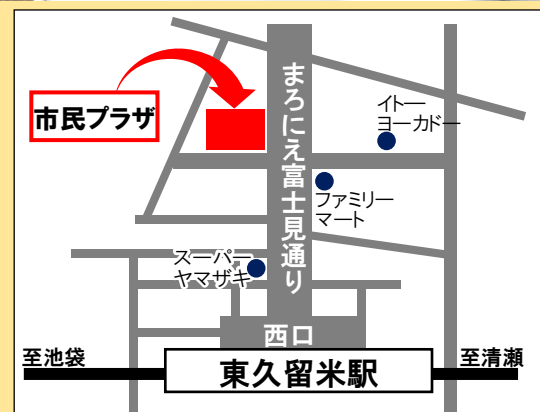 市民プラザ
まろにえ富士見通り
イトー
ヨーカドー
ファミリー
マート
スーパー
ヤマザキ
西口
至池袋
東久留米駅
至清瀬